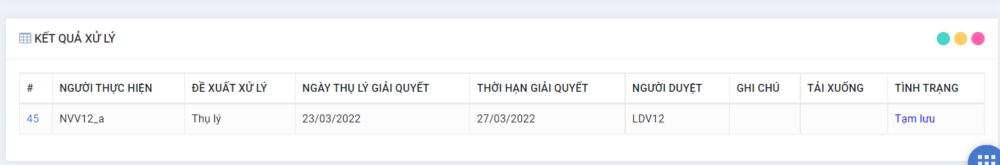 KẾT QUẢ XỬ LÝ
# NGƯỜI THỰC HIỆN ĐỀ XUẤT XỬ LÝ NGÀY THỤ LÝ GIẢI QUYẾT THỜI HẠN GIẢI QUYẾT NGƯỜI DUYỆT GHI CHÚ TẢI XUỐNG TÌNH TRẠNG
45 NVV12_a Thụ lý 23/03/2022 27/03/2022 LDV12 Tạm lưu